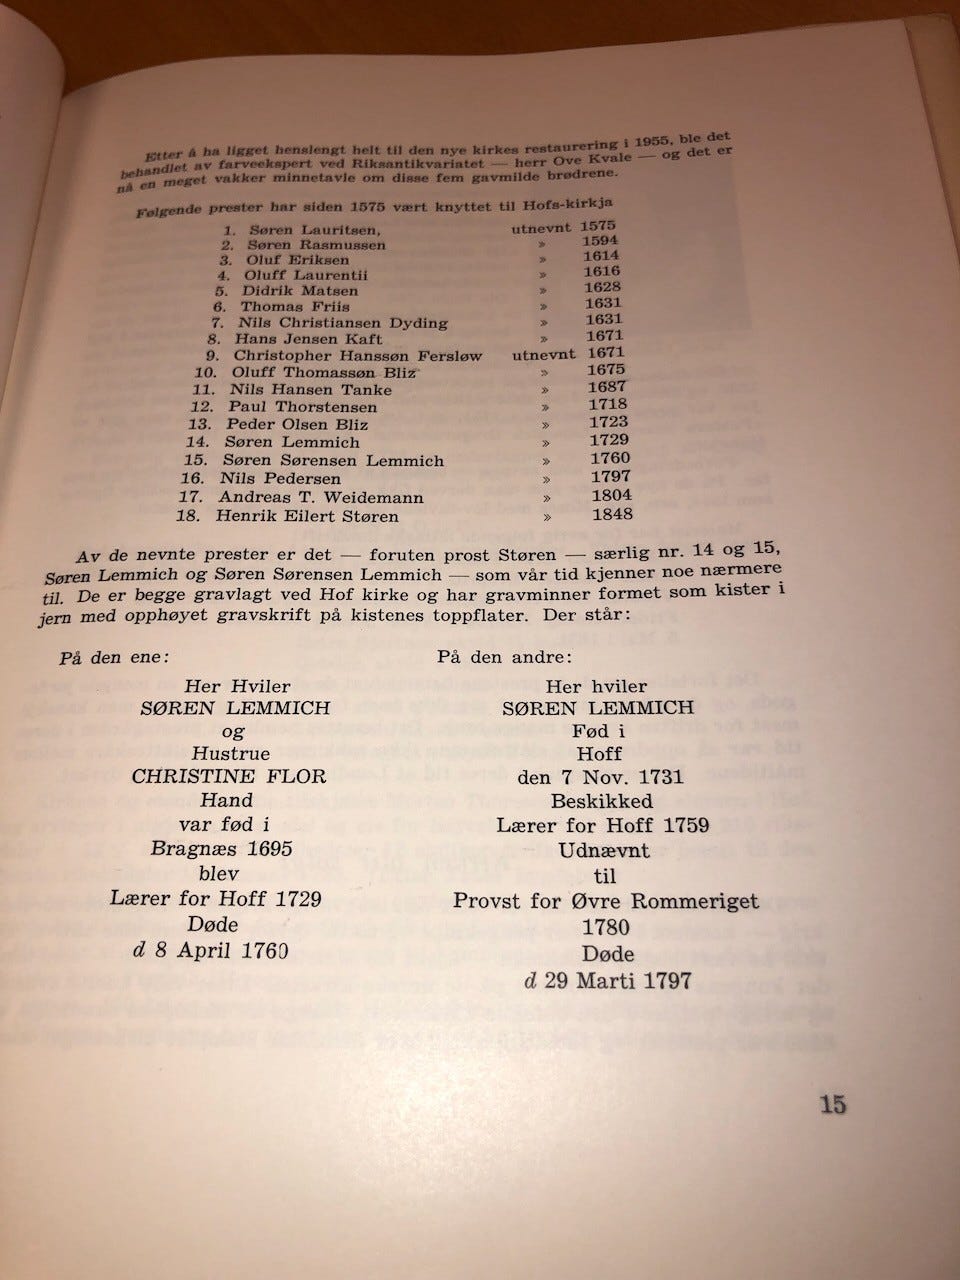 Etter å ha ligget henslengt helt til den nye kirkes restaurering i 1955, ble det
behandlet av farveekspert ved Riksantikvariatet — herr Ove Kvale — og det er
nå en meget vakker minnetavle om disse fem gavmilde brødrene.
Følgende prester har siden 1575 vært knyttet til Hofs-kirkja
1. Søren Lauritsen, utnevnt 1575
2. Søren Rasmussen » 1594
3. Oluf Eriksen » 1614
4. Oluff Laurentii » 1616
5. Didrik Matsen » 1628
6. Thomas Friis » 1631
7. Nils Christiansen Dyding » 1631
8. Hans Jensen Kaft » 1671
9. Christopher Hanssøn Fersløw utnevnt 1671
10. Oluff Thomassøn Bliz » 1675
11. Nils Hansen Tanke » 1687
12. Paul Thorstensen » 1718
13. Peder Olsen Bliz » 1723
14. Søren Lemmich » 1729
15. Søren Sørensen Lemmich » 1760
16. Nils Pedersen » 1797
17. Andreas T. Weidemann » 1804
18. Henrik Eilert Støren » 1848
Av de nevnte prester er det — foruten prost Støren — særlig nr. 14 og 15,
Søren Lemmich og Søren Sørensen Lemmich — som vår tid kjenner noe nærmere
til. De er begge gravlagt ved Hof kirke og har gravminner formet som kister i
jern med opphøyet gravskrift på kistenes toppflater. Der står:
På den ene:
Her Hviler
SØREN LEMMICH
og
Hustrue
CHRISTINE FLOR
Hand
var fød i
Bragnæs 1695
blev
Lærer for Hoff 1729
Døde
d 8 April 1760
På den andre:
Her hviler
SØREN LEMMICH
Fød i
Hoff
den 7 Nov. 1731
Beskikked
Lærer for Hoff 1759
Udnævnt
til
Provst for Øvre Rommeriget
1780
Døde
d 29 Marti 1797
15